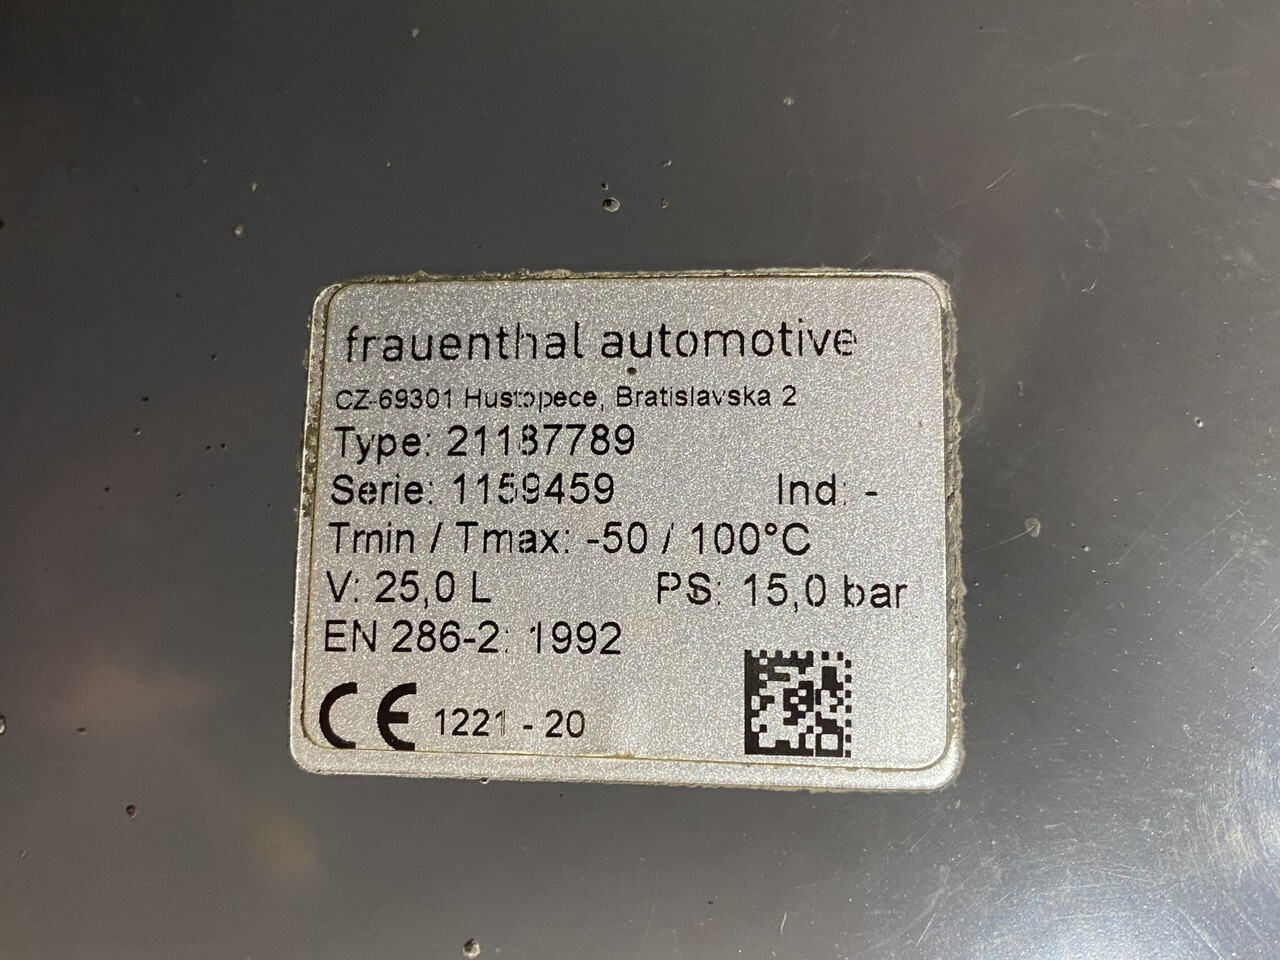 frauenthal automotive
CZ-69301 Hustopece, Bratislavska 2
Type: 21187789
Serie: 1159459 Ind: -
Tmin / Tmax: -50 / 100°C
V: 25,0 L PS: 15,0 bar
EN 286-2: 1992
CE 1221 - 20